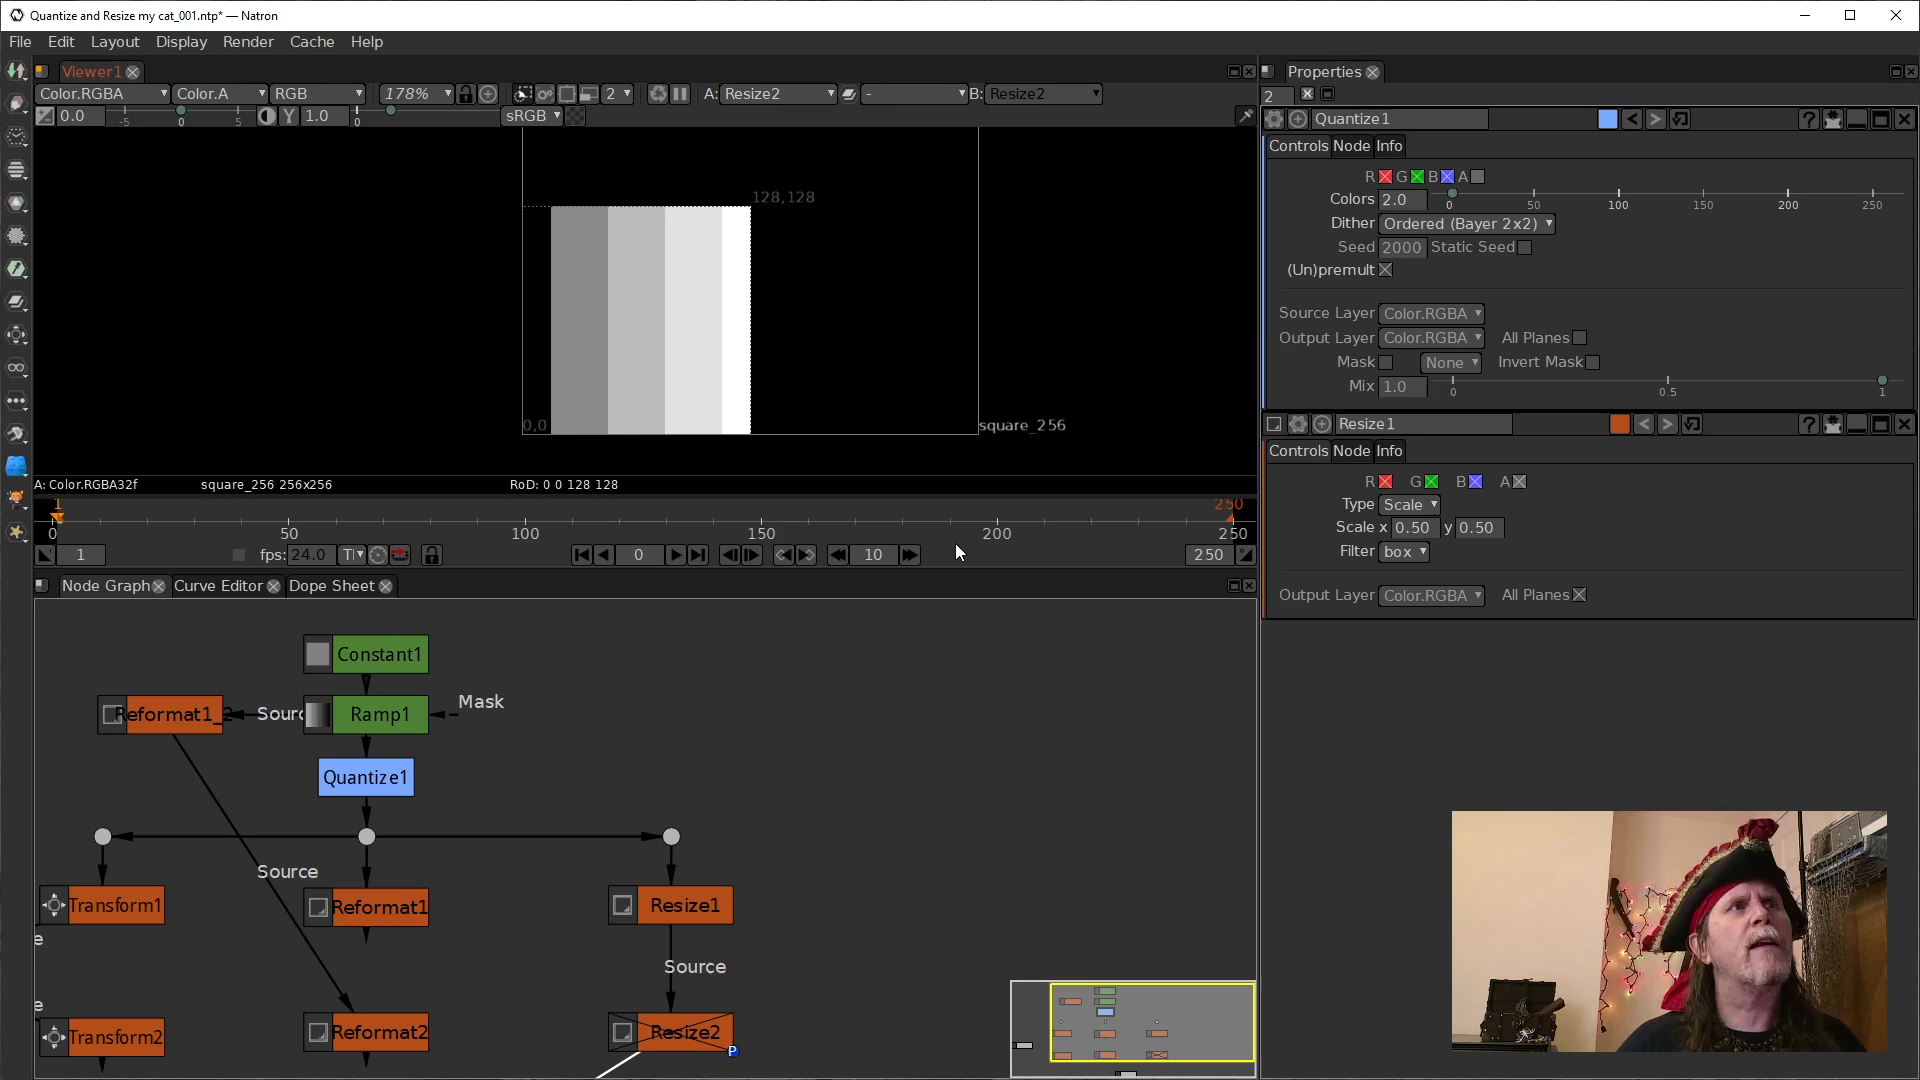 Quantize and Resize my cat_001.ntp* — Natron
File Edit Layout Display Render Cache Help
Viewer1
Color.RGBA Color.A RGB 178% 2 A: Resize2 - B: Resize2
0.0 -5 0 5 Y 1.0 0 sRGB
128,128
0,0
square_256
A: Color.RGBA32f square_256 256x256 RoD: 0 0 128 128
1 250
0 50 100 150 200 250
1 fps: 24.0 0 10 250
Node Graph Curve Editor Dope Sheet
Constant1
Reformat1_2 Sourc Ramp1 Mask
Quantize1
Source
Transform1 Reformat1 Resize1
e
Source
e
Transform2 Reformat2 Resize2
P
Properties
2
Quantize1 ?
Controls Node Info
R G B A
Colors 2.0 0 50 100 150 200 250
Dither Ordered (Bayer 2x2)
Seed 2000 Static Seed
(Un)premult
Source Layer Color.RGBA
Output Layer Color.RGBA All Planes
Mask None Invert Mask
Mix 1.0 0 0.5 1
Resize1 ?
Controls Node Info
R G B A
Type Scale
Scale x 0.50 y 0.50
Filter box
Output Layer Color.RGBA All Planes